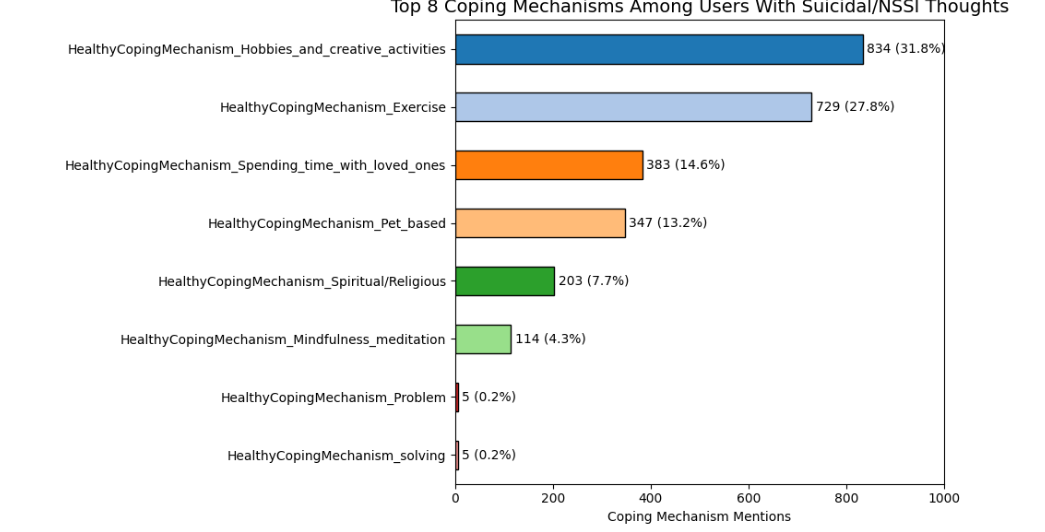 Top 8 Coping Mechanisms Among Users With Suicidal/NSSI Thoughts
HealthyCopingMechanism_Hobbies_and_creative_activities 834 (31.8%)
HealthyCopingMechanism_Exercise 729 (27.8%)
HealthyCopingMechanism_Spending_time_with_loved_ones 383 (14.6%)
HealthyCopingMechanism_Pet_based 347 (13.2%)
HealthyCopingMechanism_Spiritual/Religious 203 (7.7%)
HealthyCopingMechanism_Mindfulness_meditation 114 (4.3%)
HealthyCopingMechanism_Problem 5 (0.2%)
HealthyCopingMechanism_solving 5 (0.2%)
0 200 400 600 800 1000
Coping Mechanism Mentions